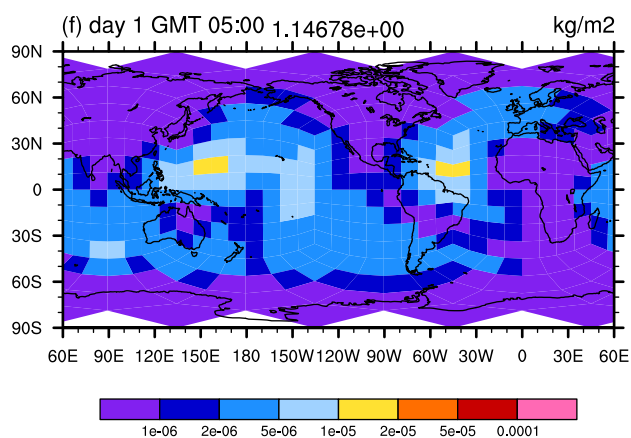 (f) day 1 GMT 05:00 1.14678e+00 kg/m2
90N
60N
30N
0
30S
60S
90S
60E 90E 120E 150E 180 150W 120W 90W 60W 30W 0 30E 60E
1e-06 2e-06 5e-06 1e-05 2e-05 5e-05 0.0001